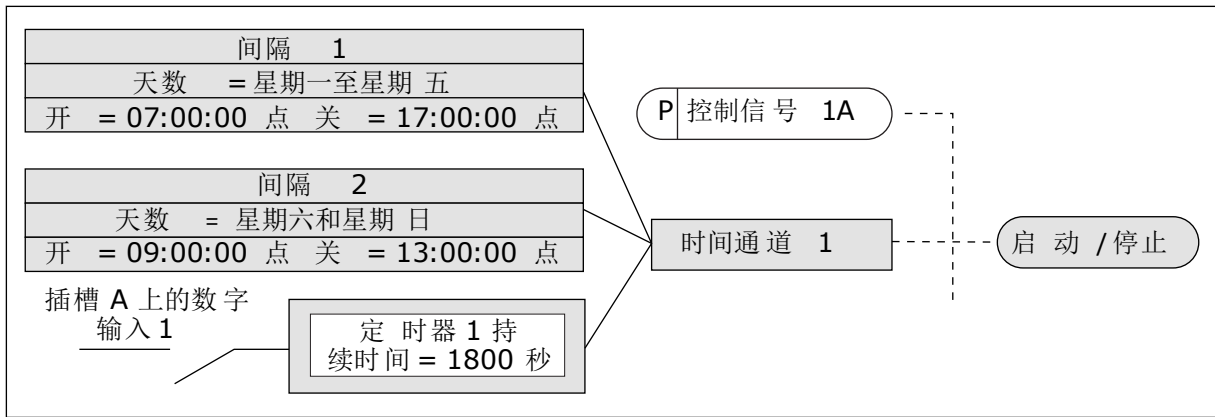 间隔 1
天数 = 星期一至星期 五
开 = 07:00:00 点 关 = 17:00:00 点
P 控制信 号 1A
间隔 2
天数 = 星期六和星期 日
开 = 09:00:00 点 关 = 13:00:00 点
时间通 道 1
启 动 /停止
插槽 A 上的数 字
输入 1
定 时器 1 持
续时 间 = 1800 秒